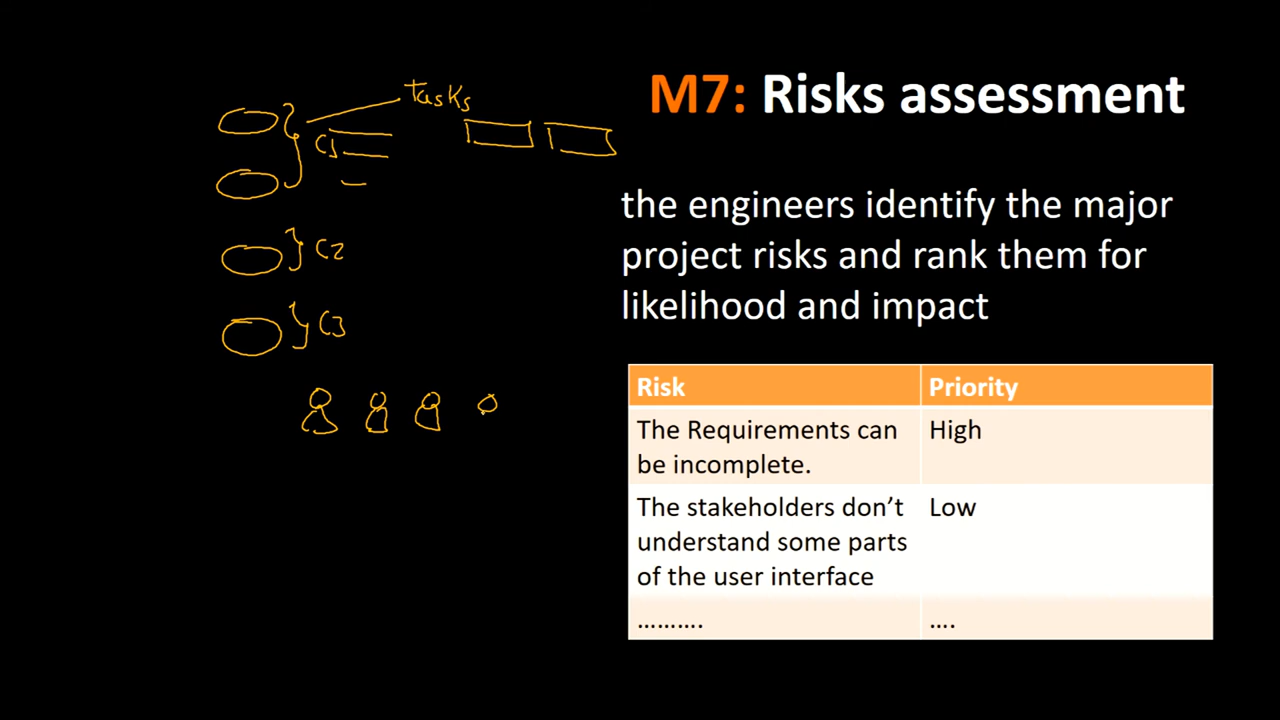 tasks
C1
C2
C3
M7: Risks assessment
the engineers identify the major
project risks and rank them for
likelihood and impact
Risk
Priority
The Requirements can
be incomplete.
High
The stakeholders don’t
understand some parts
of the user interface
Low
……….
….